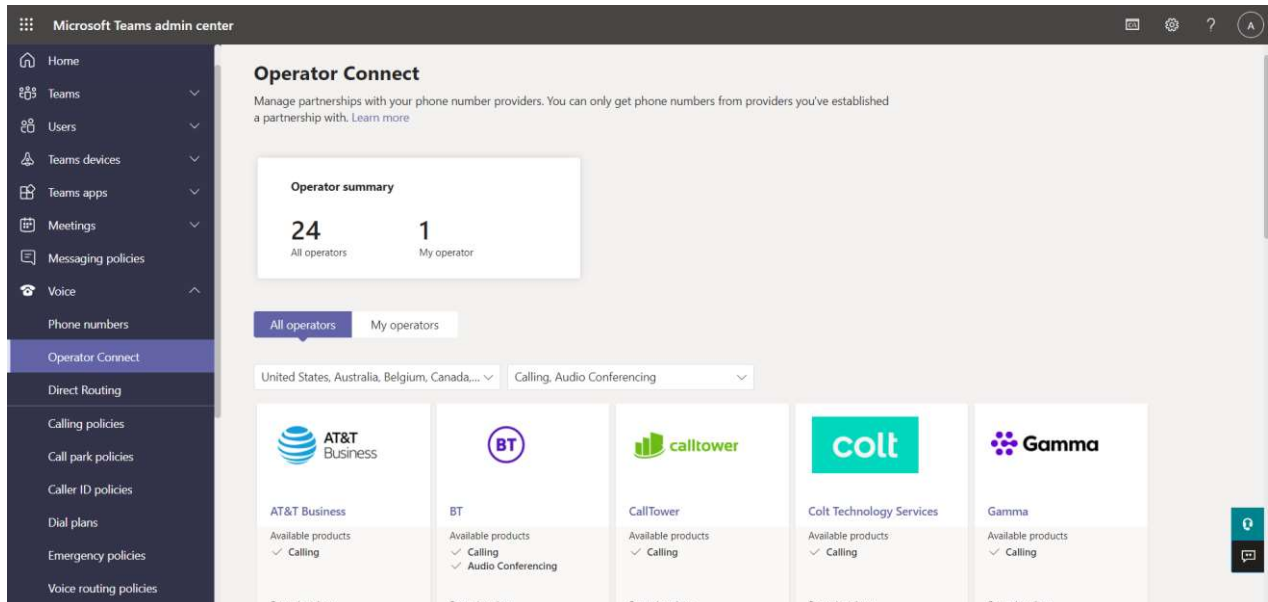 Microsoft Teams admin center
A
Home
Teams
Users
Teams devices
Teams apps
Meetings
Messaging policies
Voice
Phone numbers
Operator Connect
Direct Routing
Calling policies
Call park policies
Caller ID policies
Dial plans
Emergency policies
Voice routing policies
Operator Connect
Manage partnerships with your phone number providers. You can only get phone numbers from providers you've established
a partnership with. Learn more
Operator summary
24
All operators
1
My operator
All operators
My operators
United States, Australia, Belgium, Canada,...
Calling, Audio Conferencing
AT&T
Business
AT&T Business
Available products
Calling
BT
BT
Available products
Calling
Audio Conferencing
calltower
CallTower
Available products
Calling
colt
Colt Technology Services
Available products
Calling
Gamma
Gamma
Available products
Calling